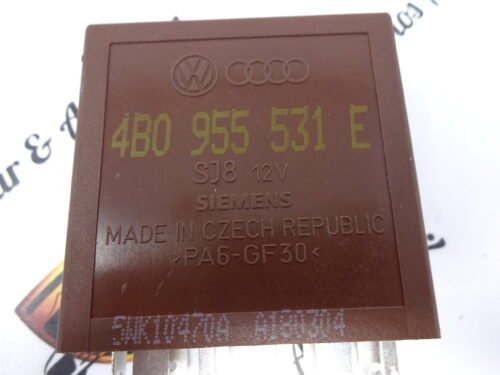 4B0 955 531 E
SJ8 12V
SIEMENS
MADE IN CZECH REPUBLIC
>PA6-GF30<
5WK10470A A180304